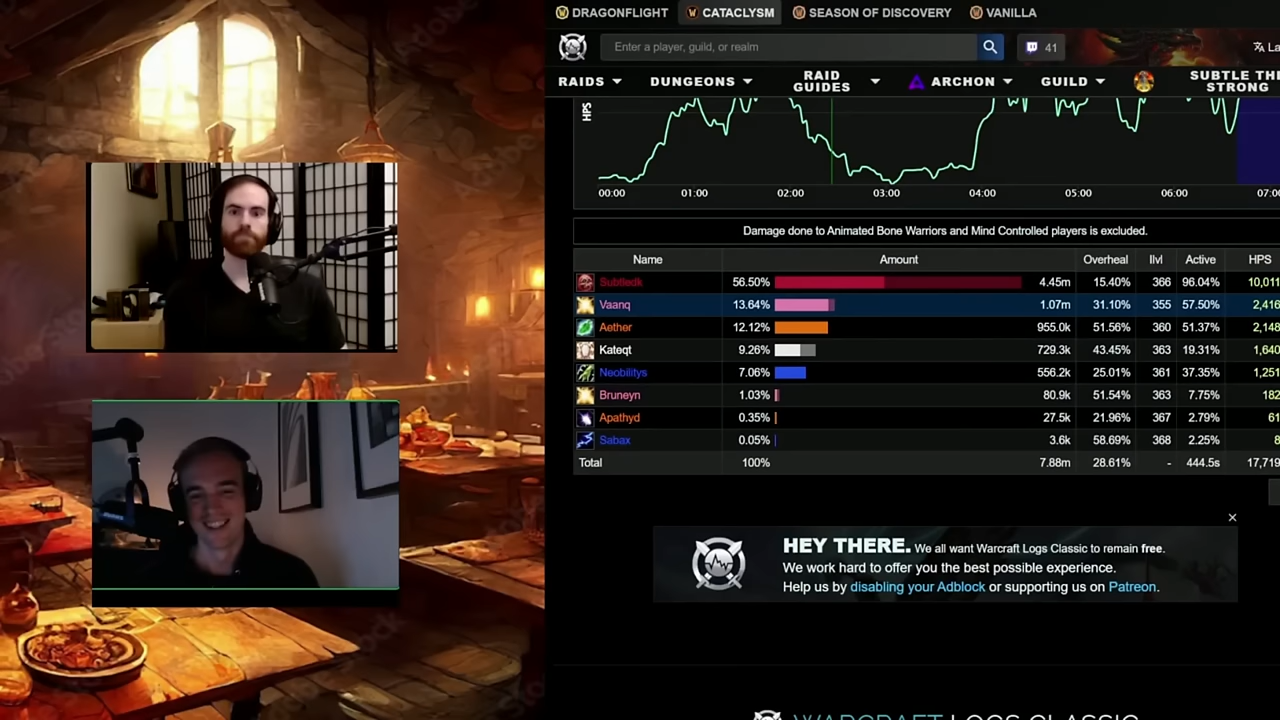 DRAGONFLIGHT CATACLYSM SEASON OF DISCOVERY VANILLA
Enter a player, guild, or realm 41
RAIDS DUNGEONS RAID GUIDES ARCHON GUILD SUBTLE STRONG
HPS
00:00 01:00 02:00 03:00 04:00 05:00 06:00
Damage done to Animated Bone Warriors and Mind Controlled players is excluded.
Name Amount Overheal Ilvl Active HPS
Subtledk 56.50% 4.45m 15.40% 366 98.04% 10,011
Vaanq 13.64% 1.07m 31.10% 355 57.50% 2,416
Aether 12.12% 955.0k 51.56% 360 51.37% 2,148
Kateqt 9.26% 729.3k 43.45% 363 19.31% 1,640
Neobilitys 7.06% 556.2k 25.01% 361 37.35% 1,251
Bruneyn 1.03% 80.9k 51.54% 363 7.75% 182
Apathyd 0.35% 27.5k 21.96% 367 2.79% 61
Sabax 0.05% 3.6k 58.69% 368 2.25% 8
Total 100% 7.88m 28.61% - 444.5s 17,719
HEY THERE. We all want Warcraft Logs Classic to remain free.
We work hard to offer you the best possible experience.
Help us by disabling your Adblock or supporting us on Patreon.
WARCRAFT LOGS CLASSIC